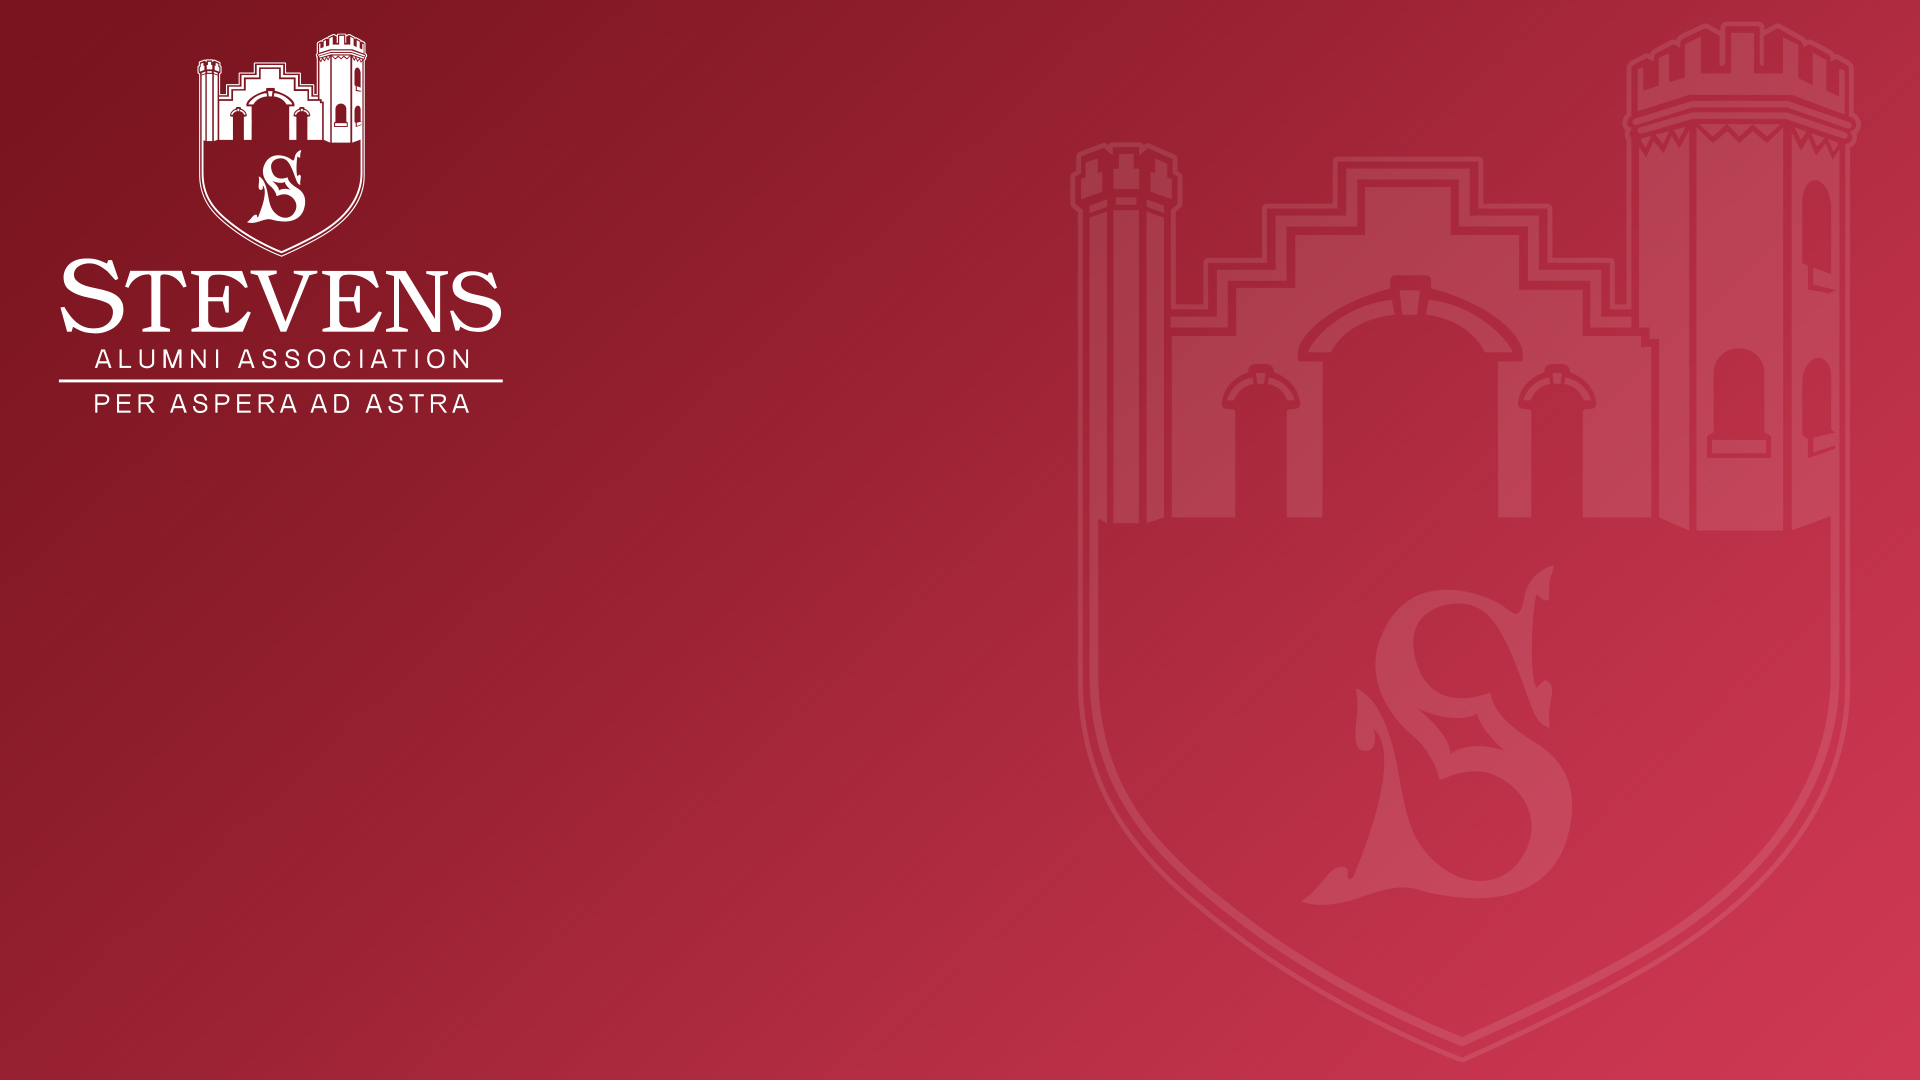 S
STEVENS
ALUMNI ASSOCIATION
PER ASPERA AD ASTRA
S